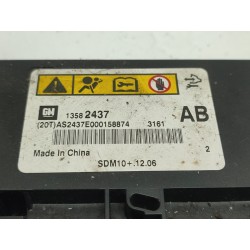 GM 1358 2437
(20T)AS2437E000158874 3161 AB
Made In China 2
SDM10+.12.06